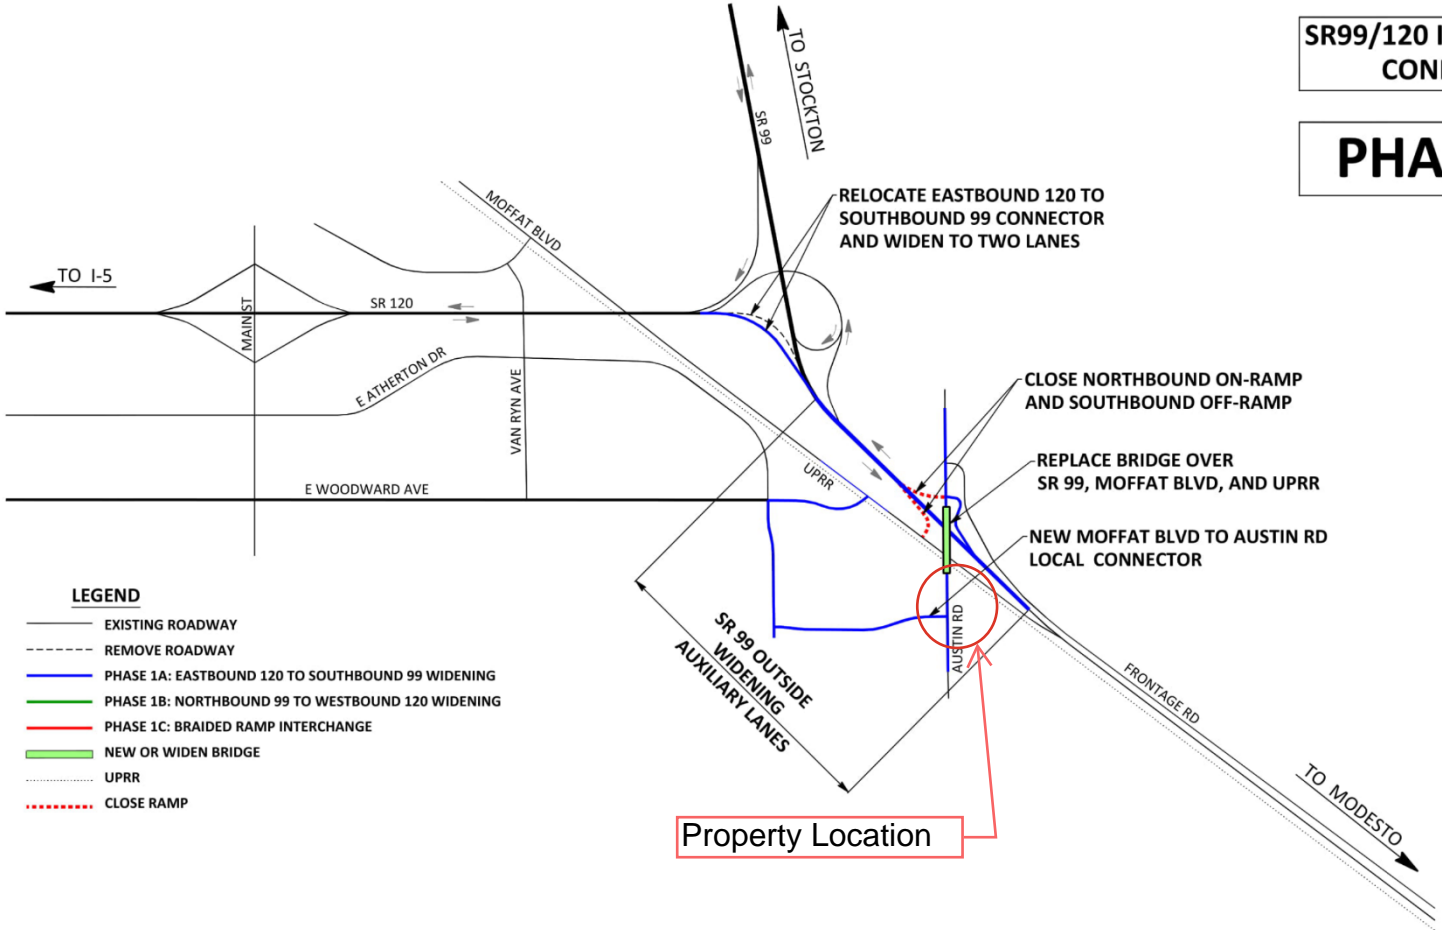 SR99/120
CON
PHA
TO STOCKTON
SR 99
MOFFAT BLVD
RELOCATE EASTBOUND 120 TO
SOUTHBOUND 99 CONNECTOR
AND WIDEN TO TWO LANES
TO I-5
MAIN ST
SR 120
E ATHERTON DR
VAN RYN AVE
CLOSE NORTHBOUND ON-RAMP
AND SOUTHBOUND OFF-RAMP
UPRR
REPLACE BRIDGE OVER
SR 99, MOFFAT BLVD, AND UPRR
E WOODWARD AVE
NEW MOFFAT BLVD TO AUSTIN RD
LOCAL CONNECTOR
AUSTIN RD
SR 99 OUTSIDE
WIDENING
AUXILIARY LANES
FRONTAGE RD
TO MODESTO
LEGEND
EXISTING ROADWAY
REMOVE ROADWAY
PHASE 1A: EASTBOUND 120 TO SOUTHBOUND 99 WIDENING
PHASE 1B: NORTHBOUND 99 TO WESTBOUND 120 WIDENING
PHASE 1C: BRAIDED RAMP INTERCHANGE
NEW OR WIDEN BRIDGE
UPRR
CLOSE RAMP
Property Location